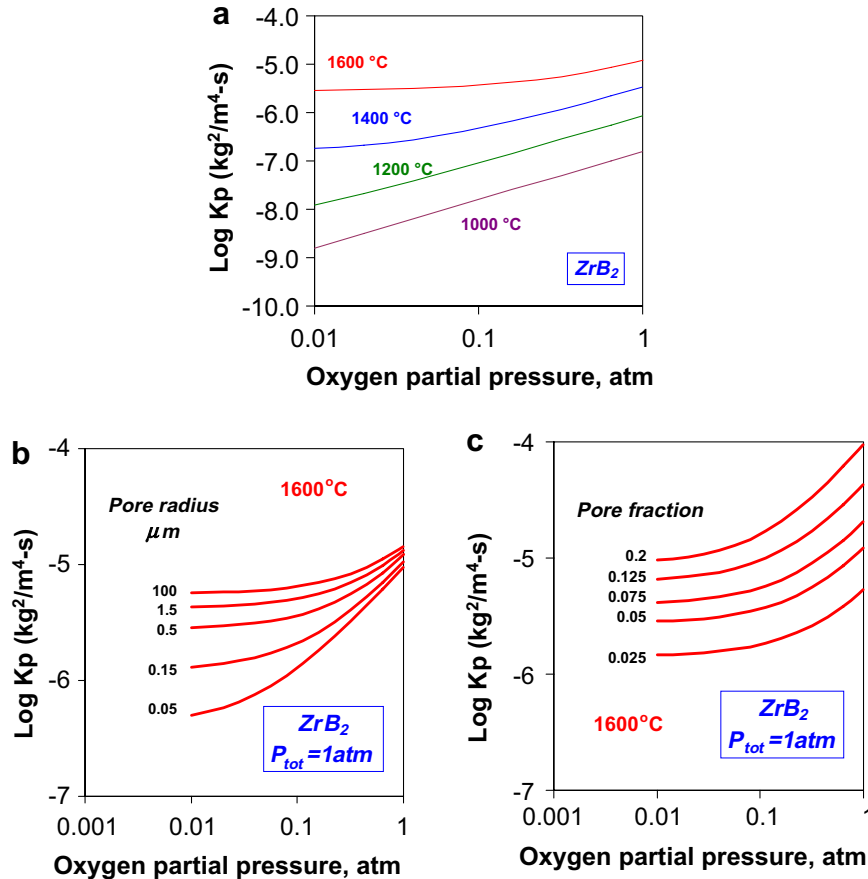 a
Log Kp (kg²/m⁴-s)
-4.0
-5.0
-6.0
-7.0
-8.0
-9.0
-10.0
1600 °C
1400 °C
1200 °C
1000 °C
ZrB₂
0.01
0.1
1
Oxygen partial pressure, atm
b
Log Kp (kg²/m⁴-s)
-4
-5
-6
-7
1600°C
Pore radius
μm
100
1.5
0.5
0.15
0.05
ZrB₂
Pₜₒₜ=1atm
0.001
0.01
0.1
1
Oxygen partial pressure, atm
c
Log Kp (kg²/m⁴-s)
-4
-5
-6
-7
Pore fraction
0.2
0.125
0.075
0.05
0.025
1600°C
ZrB₂
Pₜₒₜ=1atm
0.001
0.01
0.1
1
Oxygen partial pressure, atm